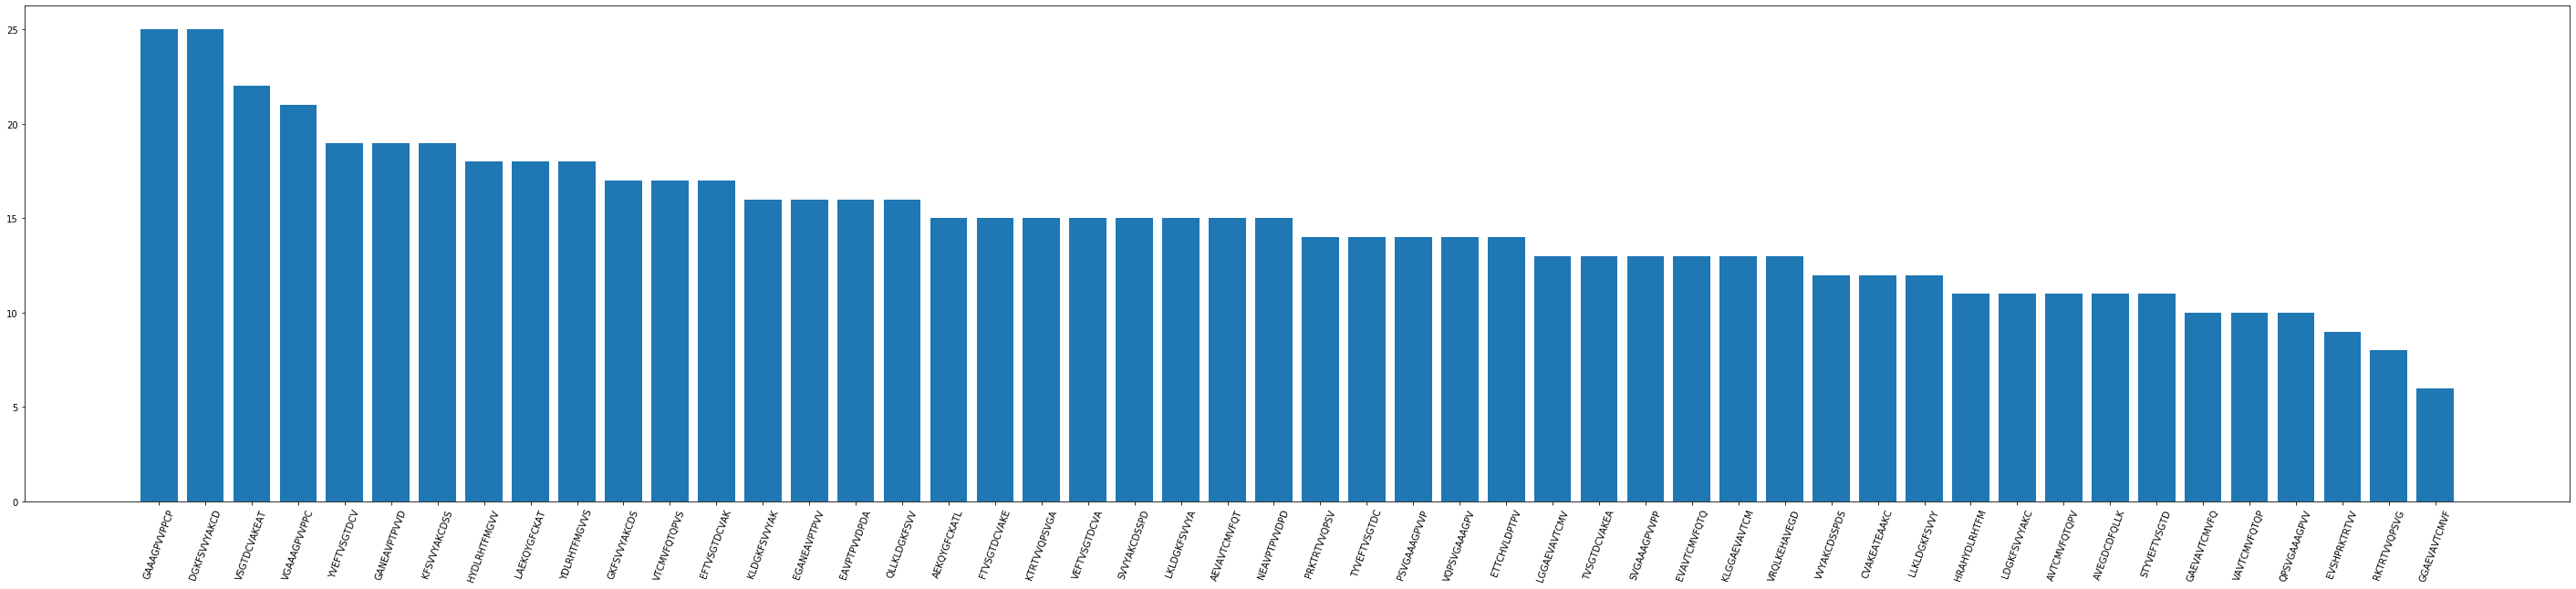 25
20
15
10
5
0
GAAAGPVVPPCP
DGKFSVVYAKCD
VSGTDCVAKEAT
VGAAAGPVVPPC
YVEFTVSGTDCV
GANEAVPTPVVD
KFSVVYAKCDSS
HYDLRHTFMGVV
LAEKQYGFCKAT
YDLRHTFMGVVS
GKFSVVYAKCDS
VTCMVFQTQPVS
EFTVSGTDCVAK
KLDGKFSVVYAK
EGANEAVPTPVV
EAVPTPVVDPDA
QLLKLDGKFSVV
AEKQYGFCKATL
FTVSGTDCVAKE
KTRTVVQPSVGA
VEFTVSGTDCVA
SVVYAKCDSSPD
LKLDGKFSVVYA
AEVAVTCMVFQT
NEAVPTPVVDPD
PRKTRTVVQPSV
TYVEFTVSGTDC
PSVGAAAGPVVP
VQPSVGAAAGPV
ETTCHVLDPTPV
LGGAEVAVTCMV
TVSGTDCVAKEA
SVGAAAGPVVPP
EVAVTCMVFQTQ
KLGGAEVAVTCM
VRQLKEHAVEGD
VVYAKCDSSPDS
CVAKEATEAAKC
LLKLDGKFSVVY
HRAHYDLRHTFM
LDGKFSVVYAKC
AVTCMVFQTQPV
AVEGDCDFQLLK
STYVEFTVSGTD
GAEVAVTCMVFQ
VAVTCMVFQTQP
QPSVGAAAGPVV
EVSHPRKTRTVV
RKTRTVVQPSVG
GGAEVAVTCMVF